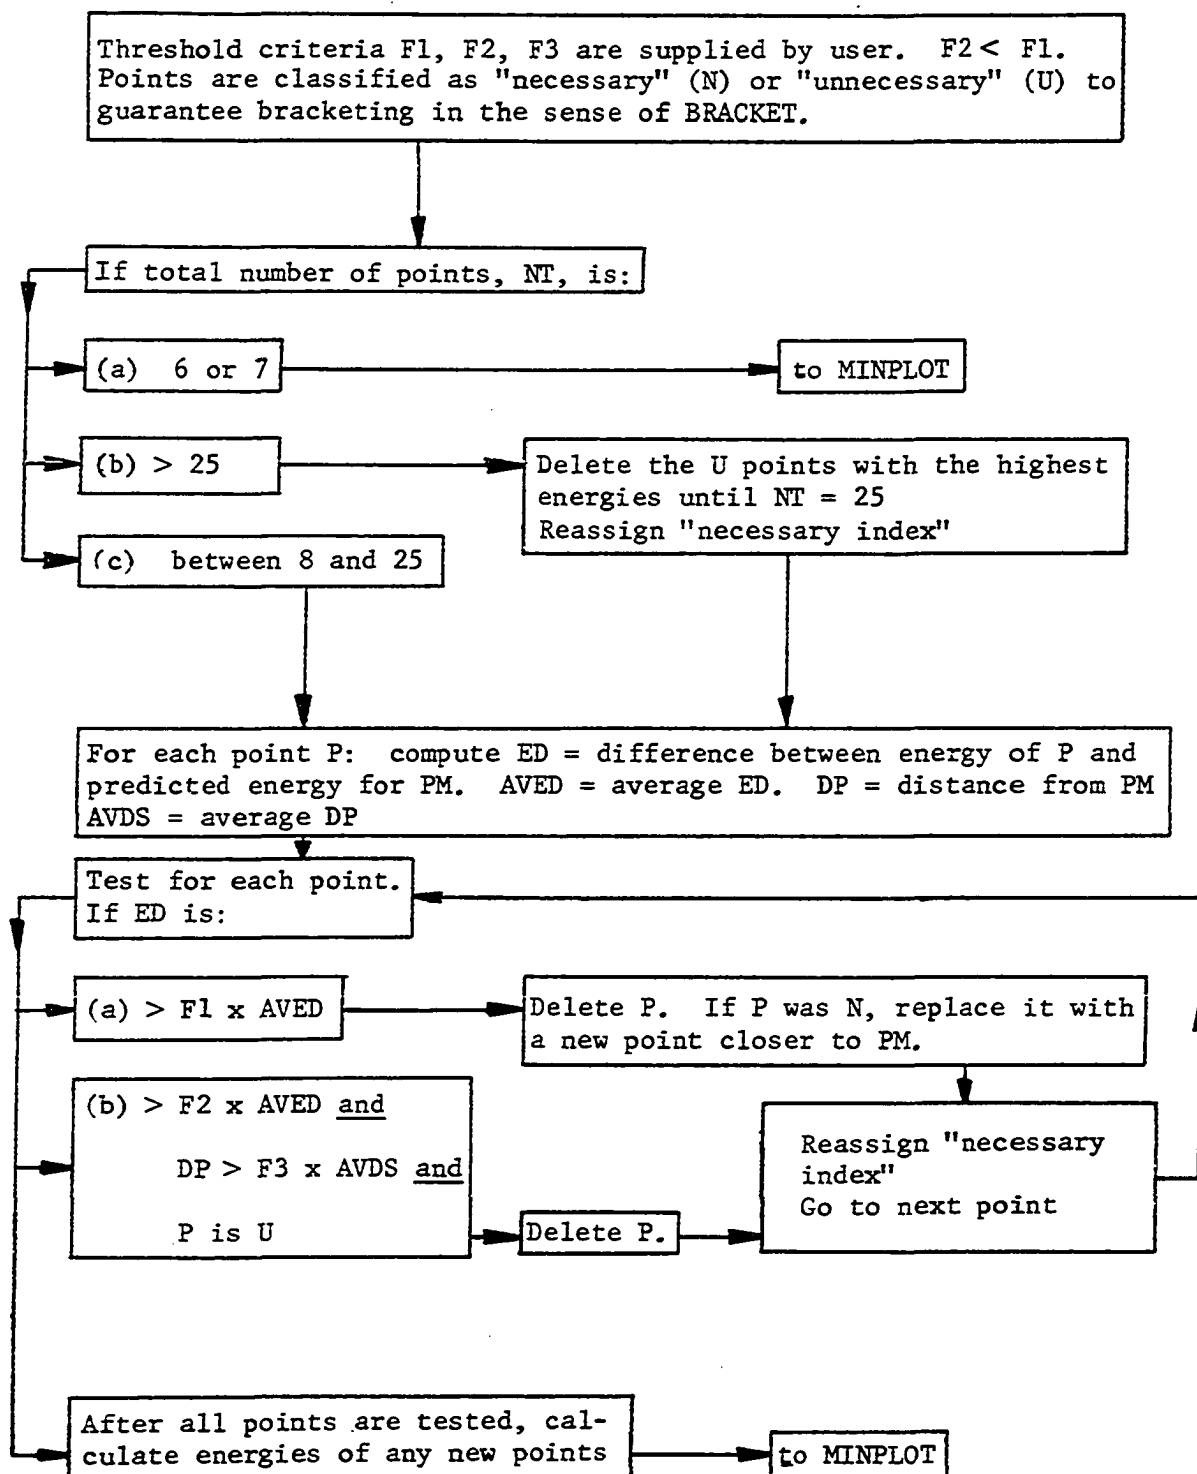 Threshold criteria F1, F2, F3 are supplied by user. F2 < F1.
Points are classified as "necessary" (N) or "unnecessary" (U) to
guarantee bracketing in the sense of BRACKET.
If total number of points, NT, is:
(a) 6 or 7
to MINPLOT
(b) > 25
Delete the U points with the highest
energies until NT = 25
Reassign "necessary index"
(c) between 8 and 25
For each point P: compute ED = difference between energy of P and
predicted energy for PM. AVED = average ED. DP = distance from PM
AVDS = average DP
Test for each point.
If ED is:
(a) > F1 x AVED
Delete P. If P was N, replace it with
a new point closer to PM.
(b) > F2 x AVED and
DP > F3 x AVDS and
P is U
Delete P.
Reassign "necessary
index"
Go to next point
After all points are tested, cal-
culate energies of any new points
to MINPLOT